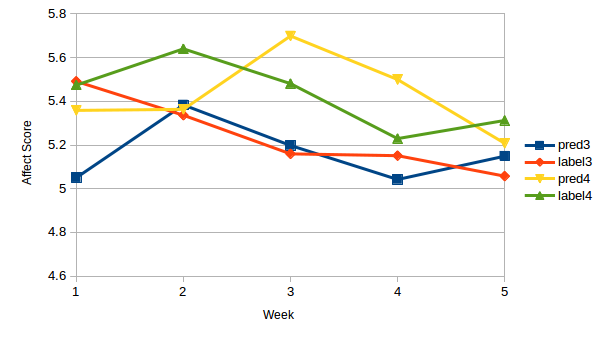 5.8
5.6
5.4
5.2
5
4.8
4.6
Affect Score
1 2 3 4 5
Week
pred3
label3
pred4
label4